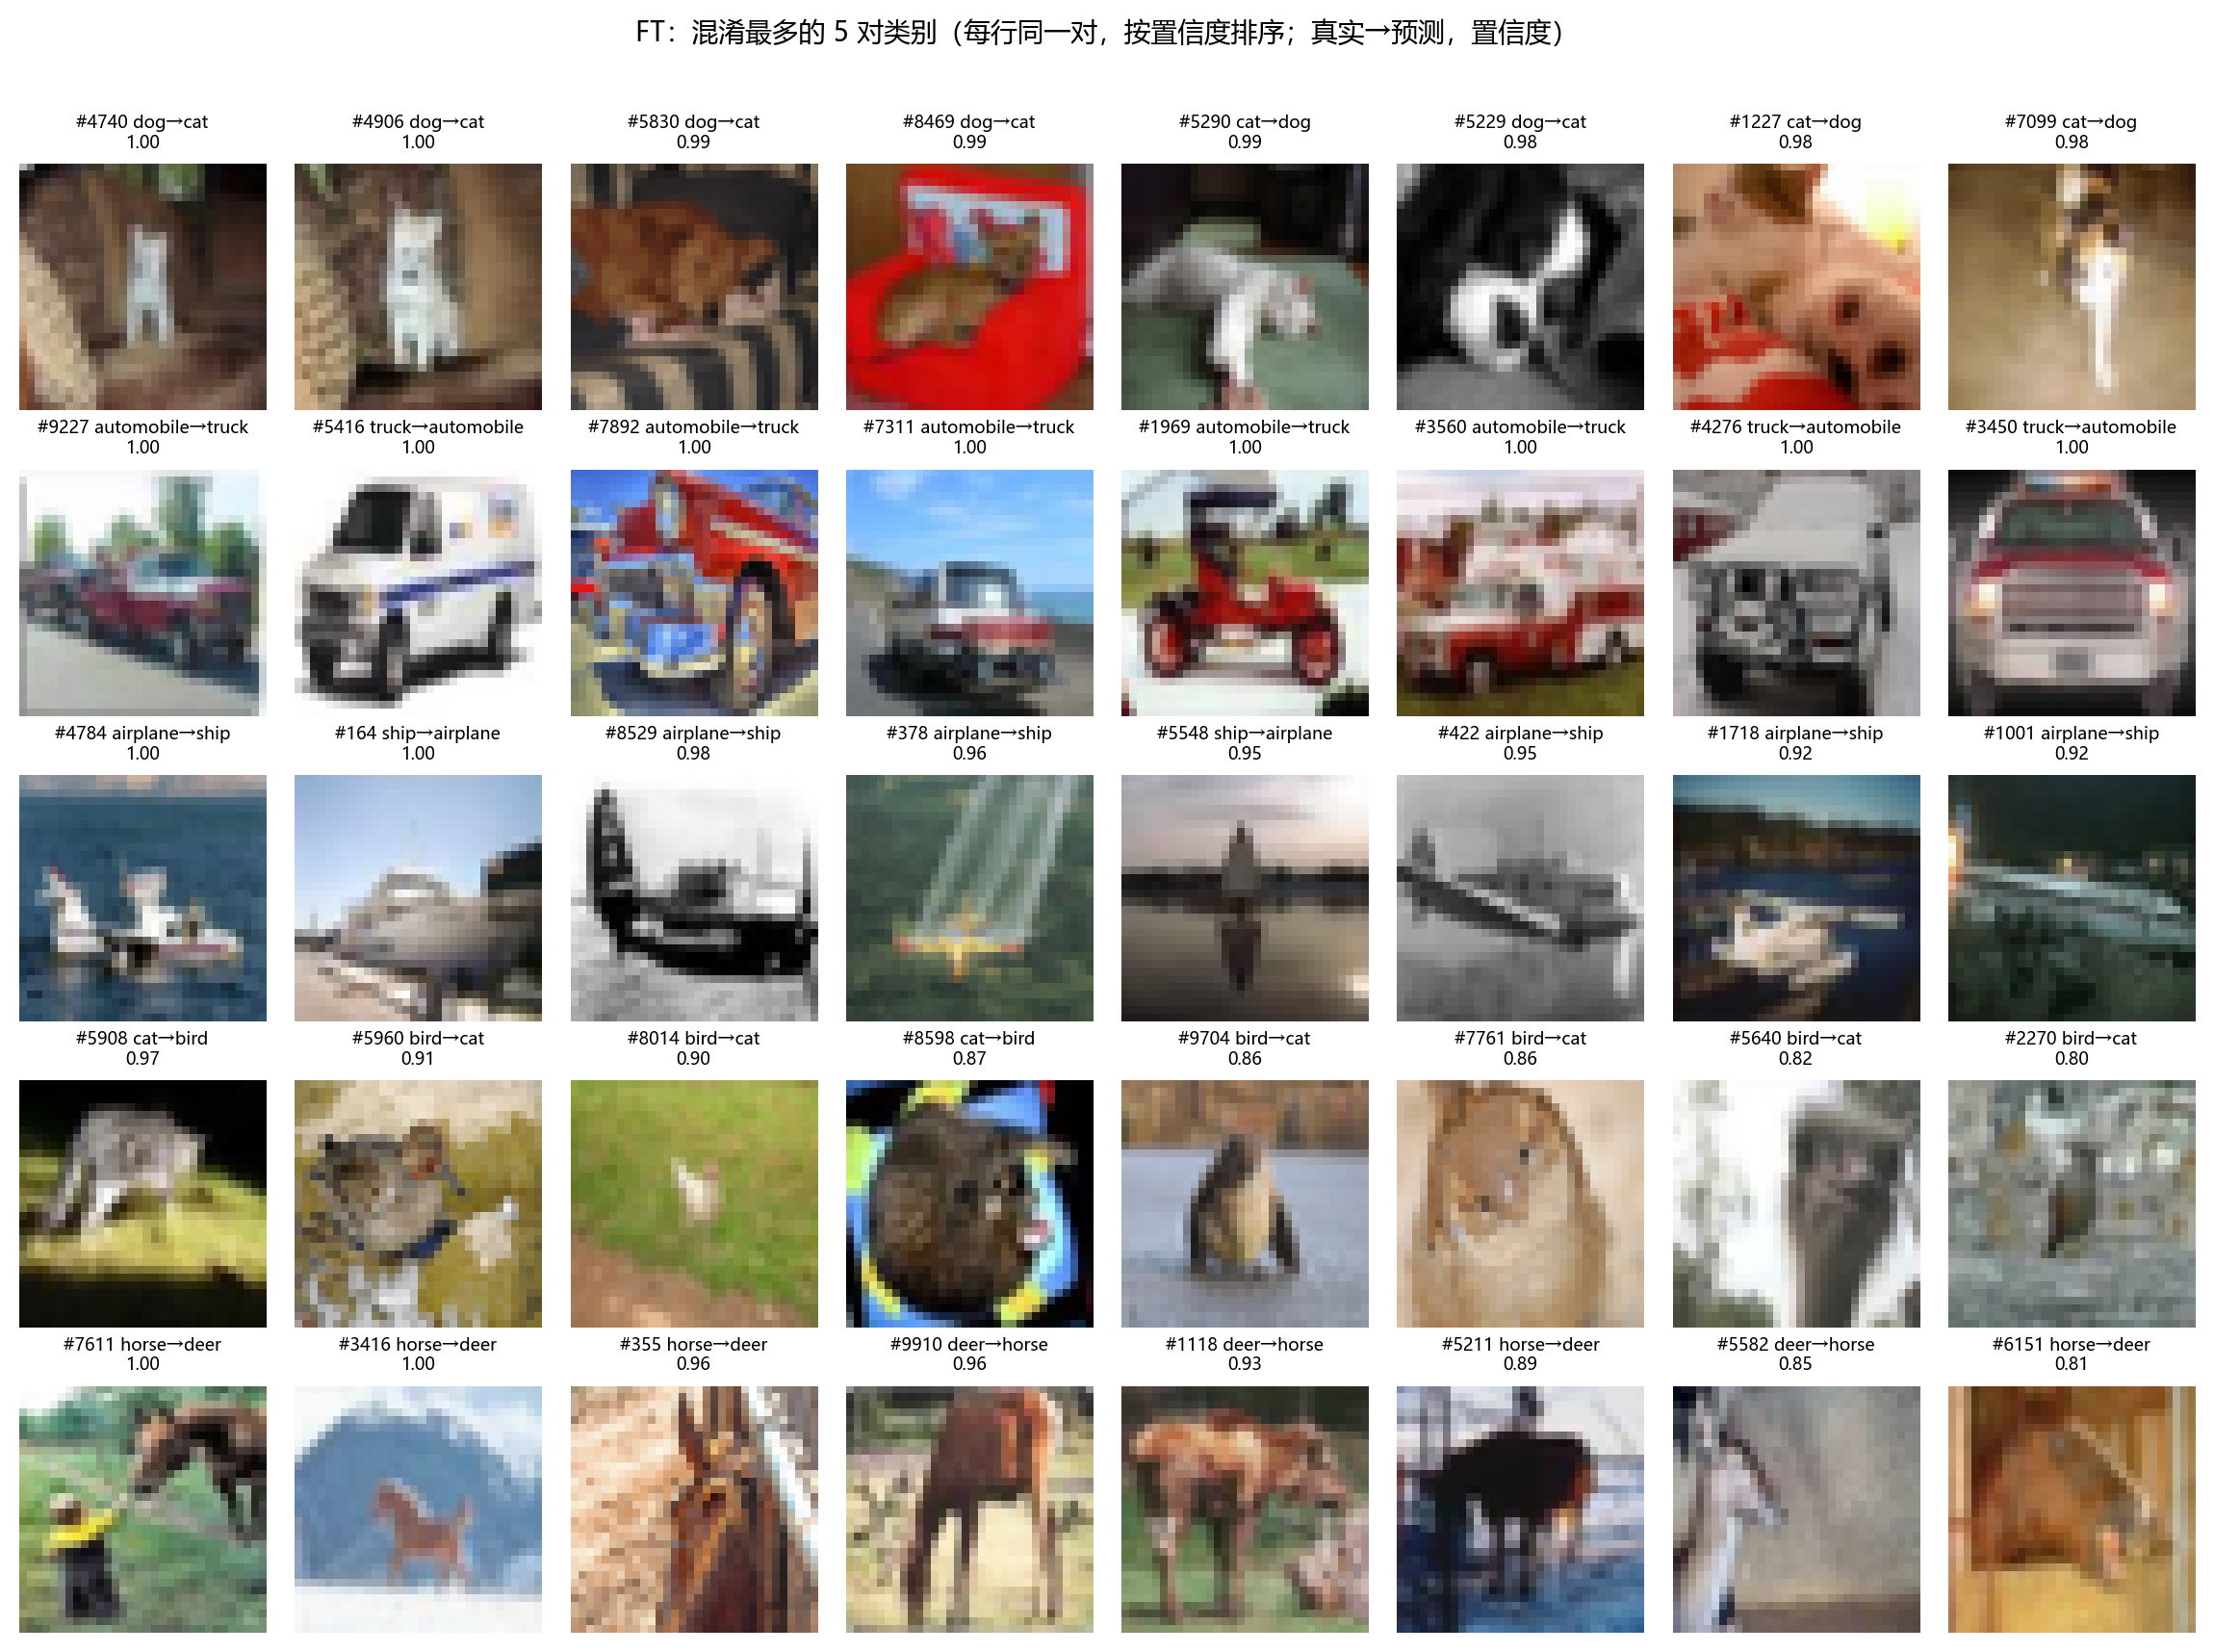 FT：混淆最多的 5 对类别（每行同一对，按置信度排序；真实→预测，置信度）
#4740 dog→cat
1.00
#4906 dog→cat
1.00
#5830 dog→cat
0.99
#8469 dog→cat
0.99
#5290 cat→dog
0.99
#5229 dog→cat
0.98
#1227 cat→dog
0.98
#7099 cat→dog
0.98
#9227 automobile→truck
1.00
#5416 truck→automobile
1.00
#7892 automobile→truck
1.00
#7311 automobile→truck
1.00
#1969 automobile→truck
1.00
#3560 automobile→truck
1.00
#4276 truck→automobile
1.00
#3450 truck→automobile
1.00
#4784 airplane→ship
1.00
#164 ship→airplane
1.00
#8529 airplane→ship
0.98
#378 airplane→ship
0.96
#5548 ship→airplane
0.95
#422 airplane→ship
0.95
#1718 airplane→ship
0.92
#1001 airplane→ship
0.92
#5908 cat→bird
0.97
#5960 bird→cat
0.91
#8014 bird→cat
0.90
#8598 cat→bird
0.87
#9704 bird→cat
0.86
#7761 bird→cat
0.86
#5640 bird→cat
0.82
#2270 bird→cat
0.80
#7611 horse→deer
1.00
#3416 horse→deer
1.00
#355 horse→deer
0.96
#9910 deer→horse
0.96
#1118 deer→horse
0.93
#5211 horse→deer
0.89
#5582 deer→horse
0.85
#6151 horse→deer
0.81